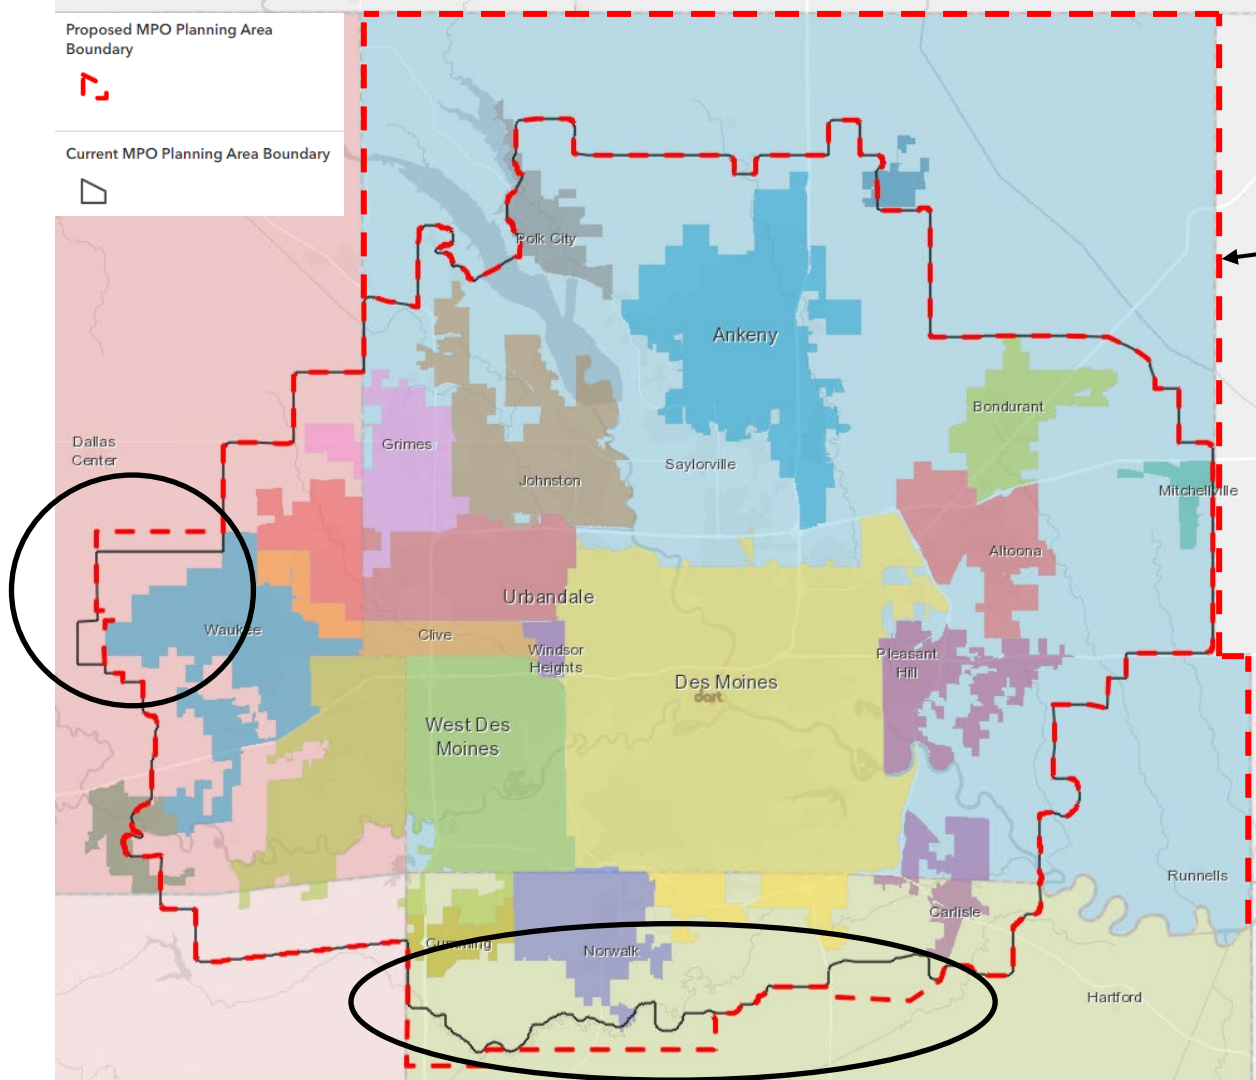 Proposed MPO Planning Area
Boundary
Current MPO Planning Area Boundary
Polk City
Ankeny
Bondurant
Dallas
Center
Grimes
Johnston
Saylorville
Mitchellville
Altoona
Urbandale
Waukee
Clive
Windsor
Heights
Pleasant
Hill
Des Moines
dart
West Des
Moines
Runnells
Carlisle
Cumming
Norwalk
Hartford